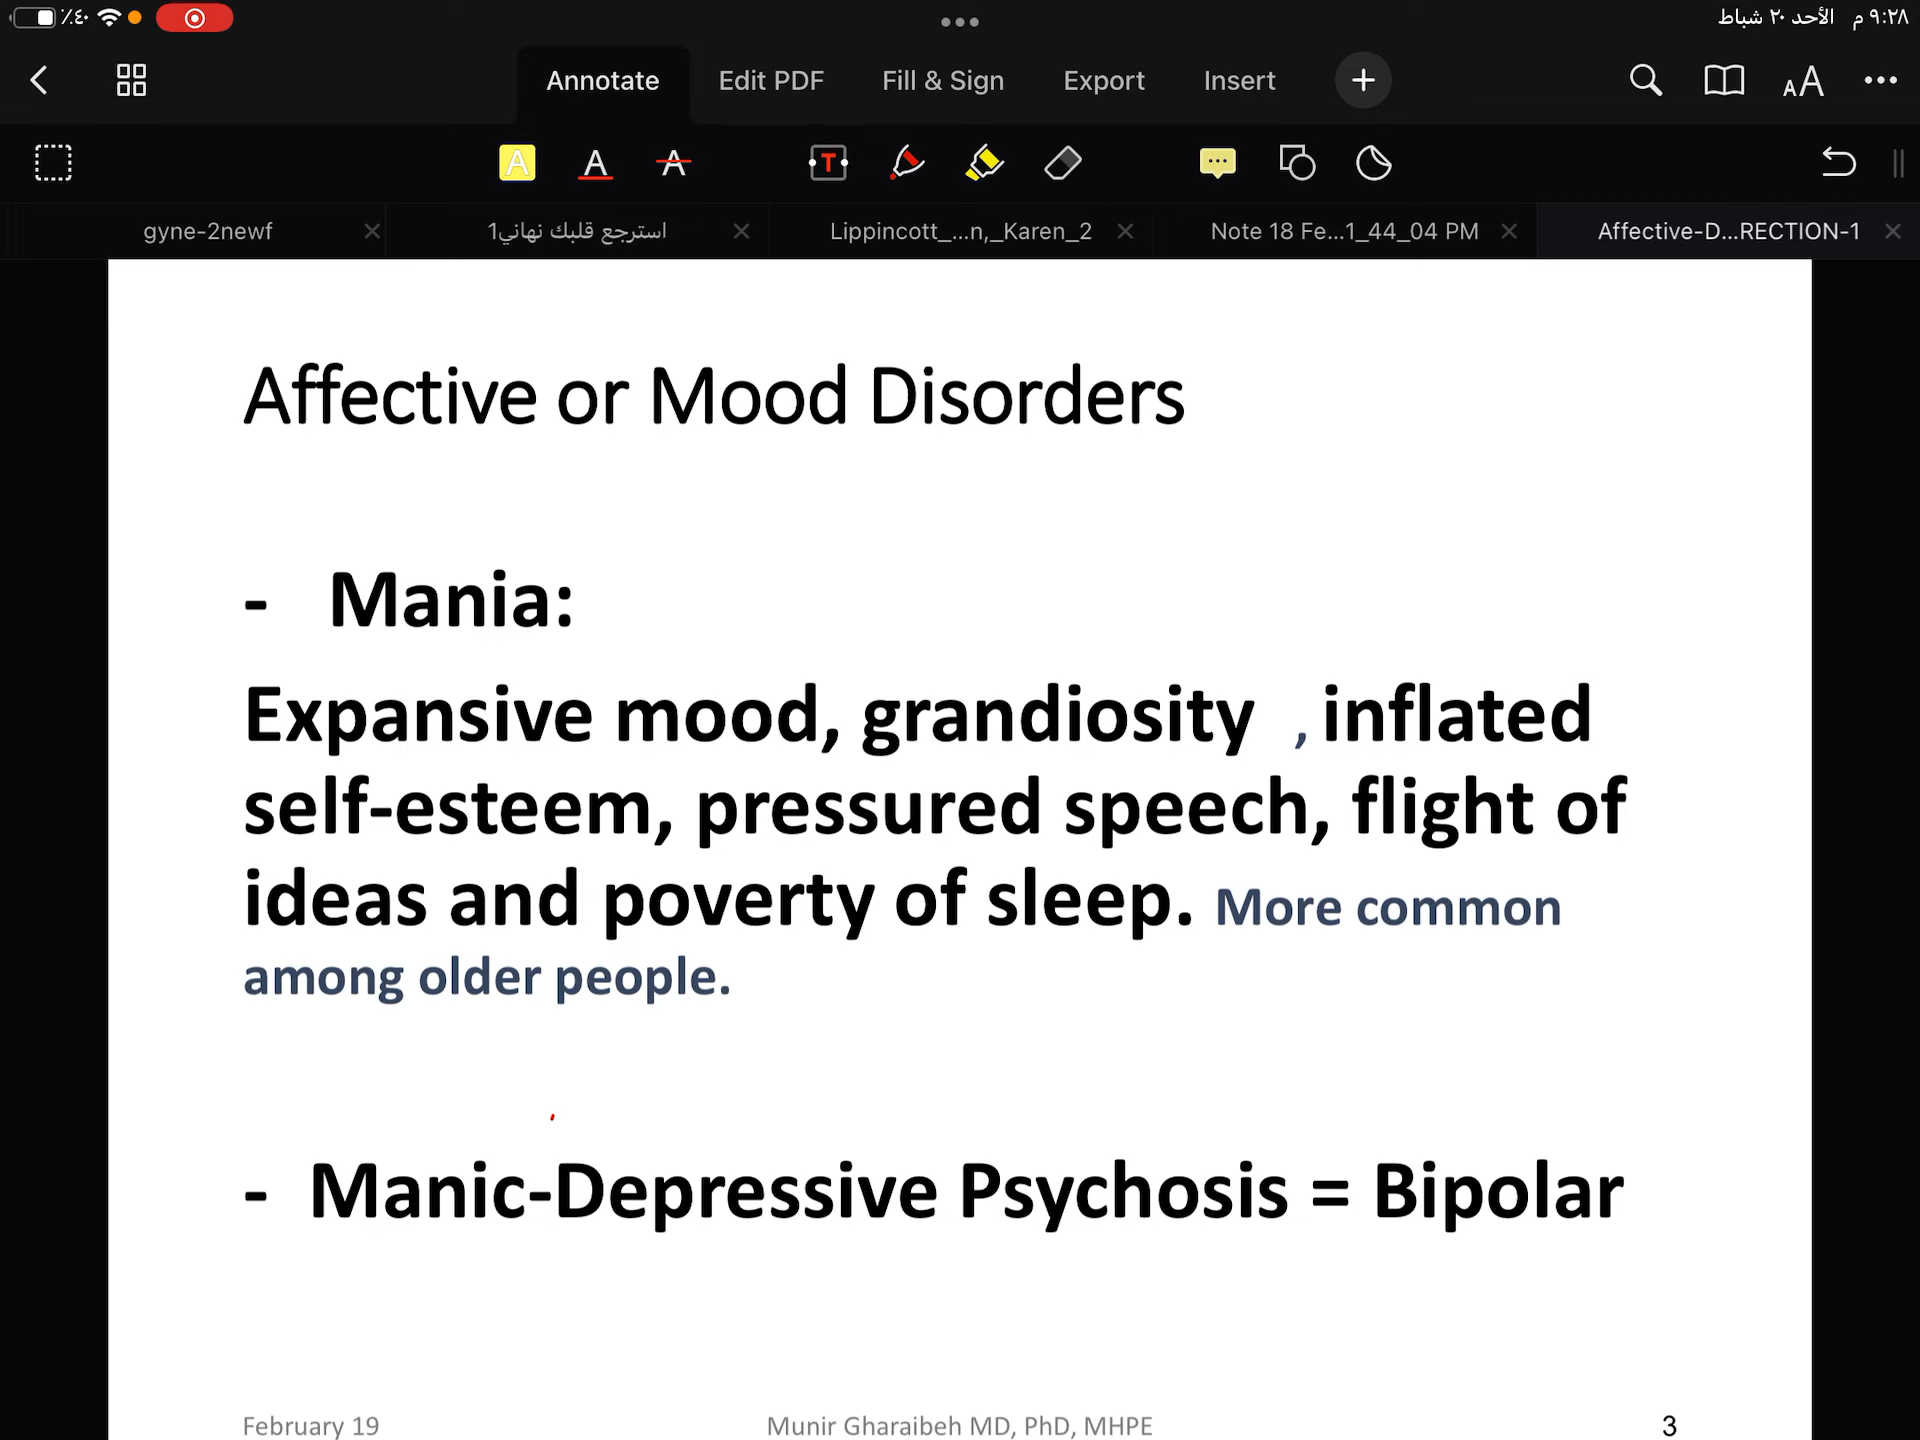 ٪٤٠ ٩:٢٨ م الأحد ٢٠ شباط
Annotate Edit PDF Fill & Sign Export Insert AA
A A A T
gyne-2newf استرجع قلبك نهاني1 Lippincott_...n,_Karen_2 Note 18 Fe...1_44_04 PM Affective-D...RECTION-1
Affective or Mood Disorders
- Mania:
Expansive mood, grandiosity , inflated
self-esteem, pressured speech, flight of
ideas and poverty of sleep. More common
among older people.
- Manic-Depressive Psychosis = Bipolar
February 19 Munir Gharaibeh MD, PhD, MHPE 3